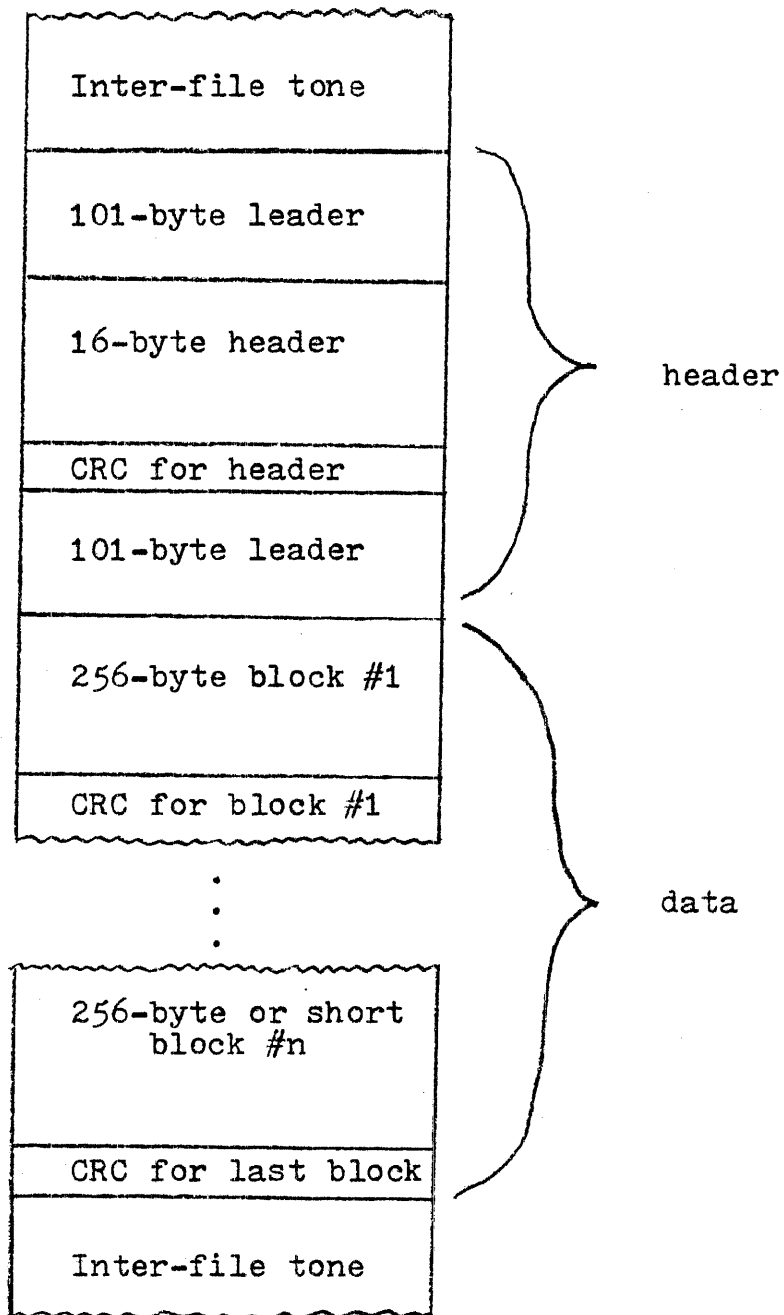 Inter-file tone
101-byte leader
16-byte header
CRC for header
101-byte leader
header
256-byte block #1
CRC for block #1
data
256-byte or short
block #n
CRC for last block
Inter-file tone